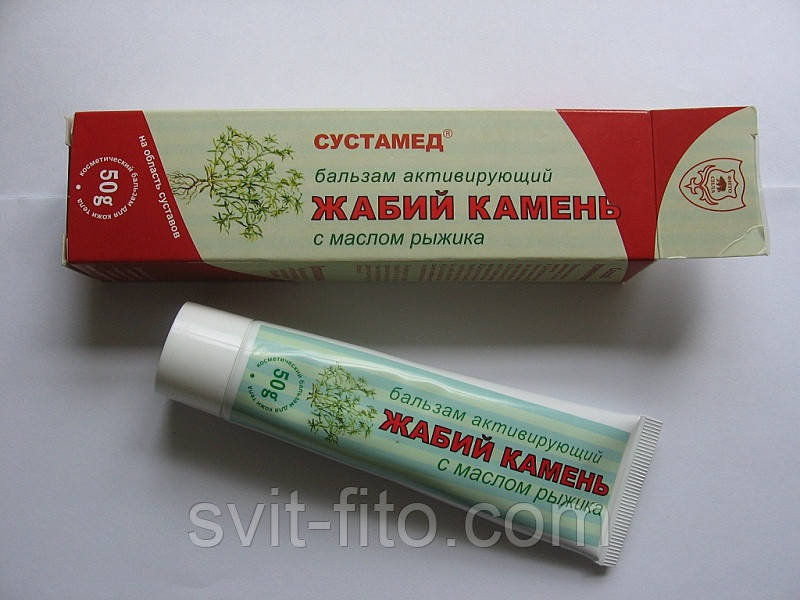 СУСТАМЕД®
бальзам активирующий
ЖАБИЙ КАМЕНЬ
с маслом рыжика
косметический бальзам для кожи тела
50g
на область суставов
косметический бальзам для кожи тела
50g
бальзам активирующий
ЖАБИЙ КАМЕНЬ
с маслом рыжика
svit-fito.com